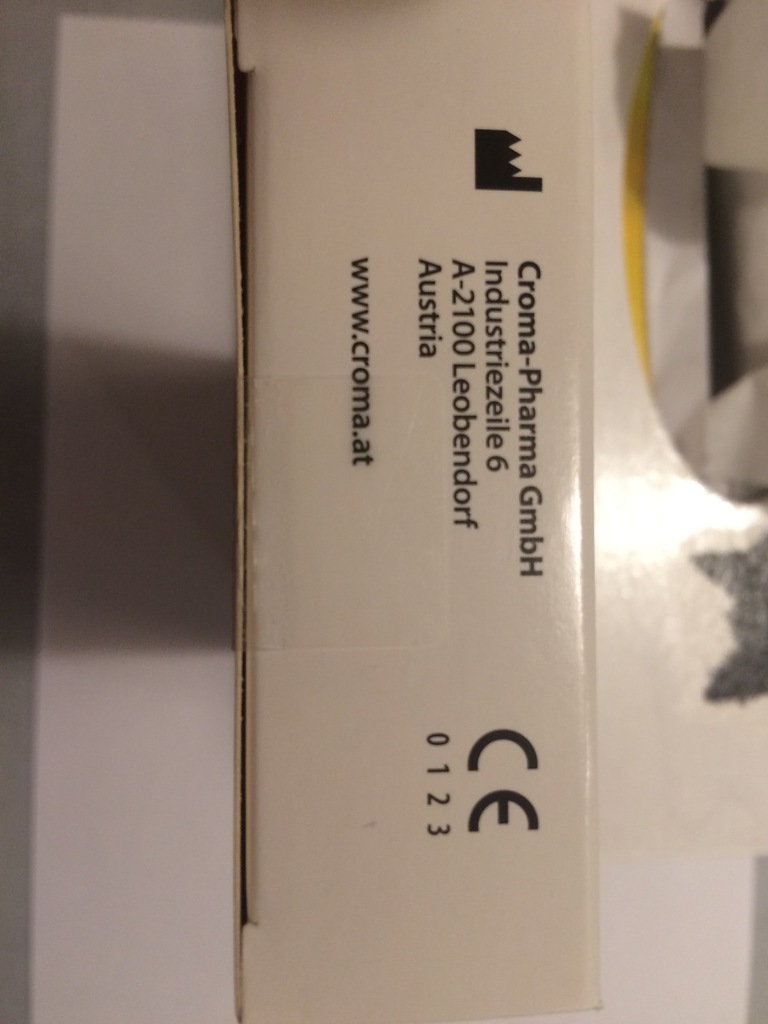 Croma-Pharma GmbH
Industriezeile 6
A-2100 Leobendorf
Austria
www.croma.at
CE
0123